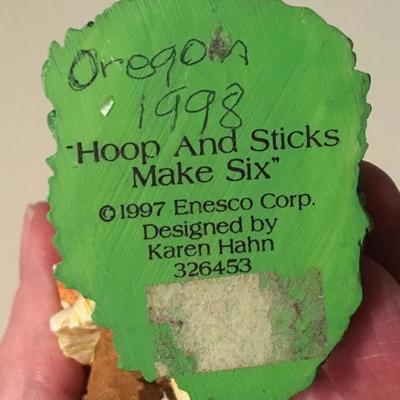 Oregon
1998
"Hoop And Sticks
Make Six"
©1997 Enesco Corp.
Designed by
Karen Hahn
326453